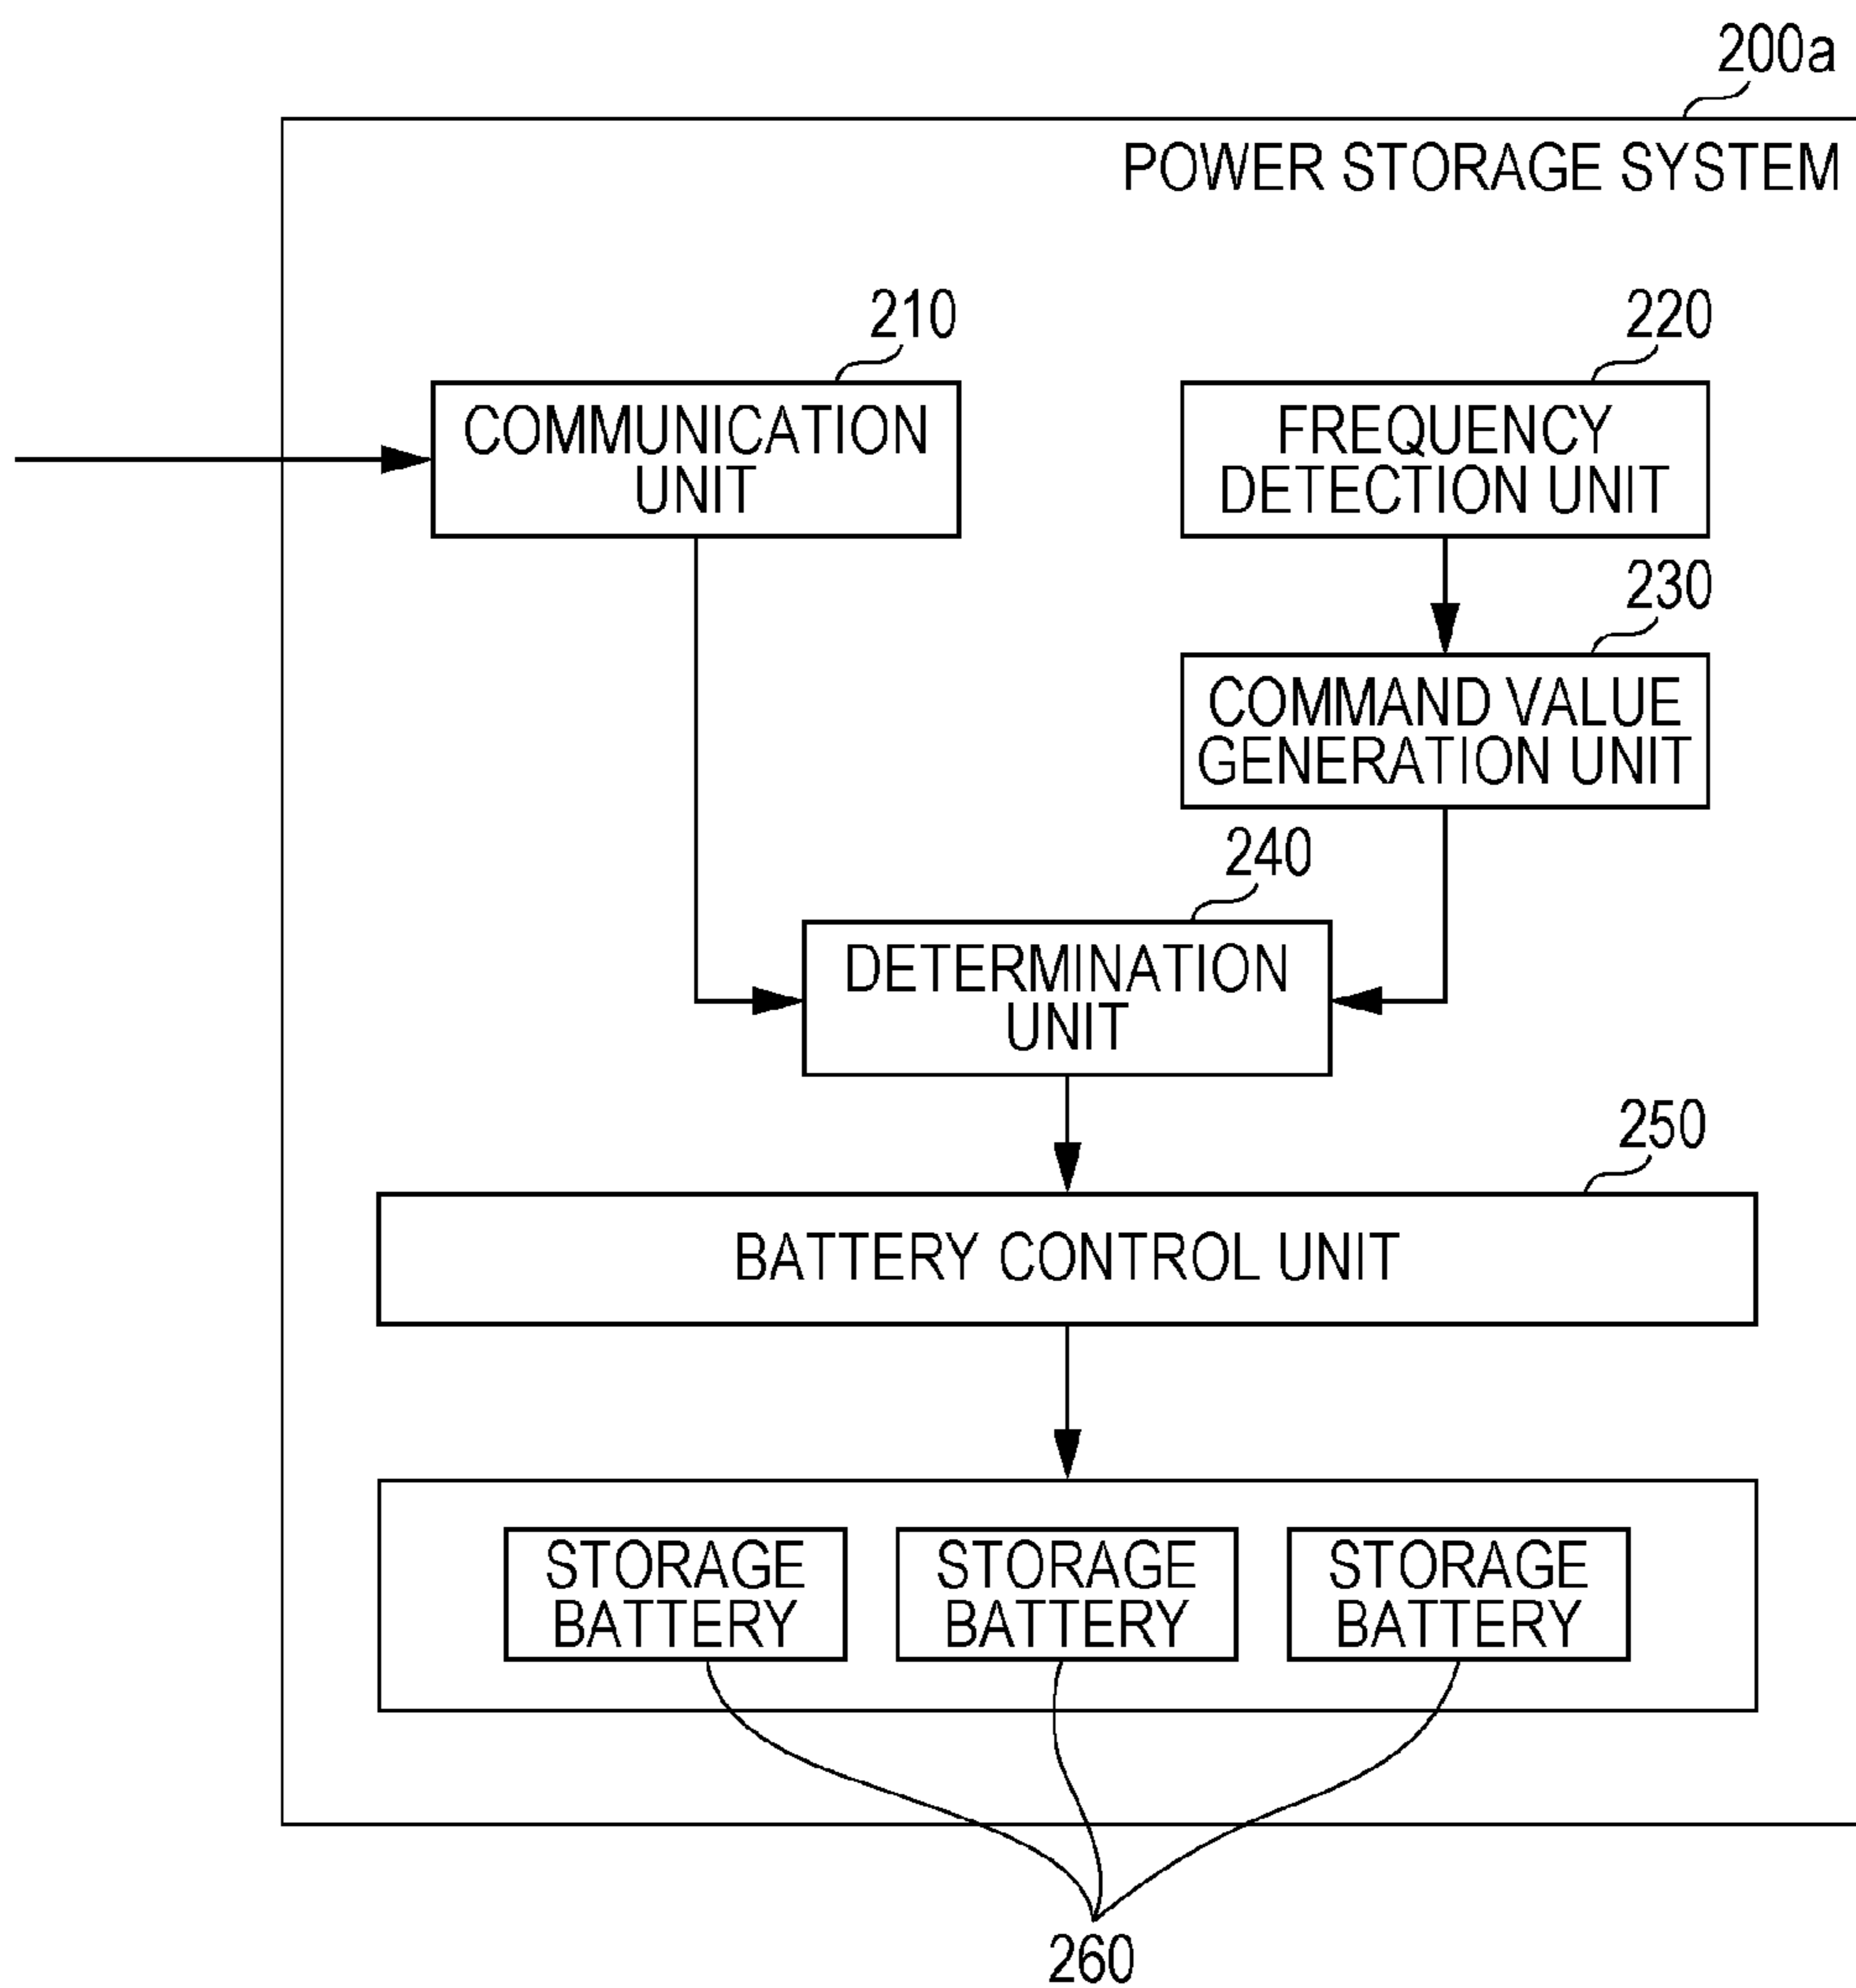 200a
POWER STORAGE SYSTEM
210
COMMUNICATION
UNIT
220
FREQUENCY
DETECTION UNIT
230
COMMAND VALUE
GENERATION UNIT
240
DETERMINATION
UNIT
250
BATTERY CONTROL UNIT
STORAGE
BATTERY
STORAGE
BATTERY
STORAGE
BATTERY
260